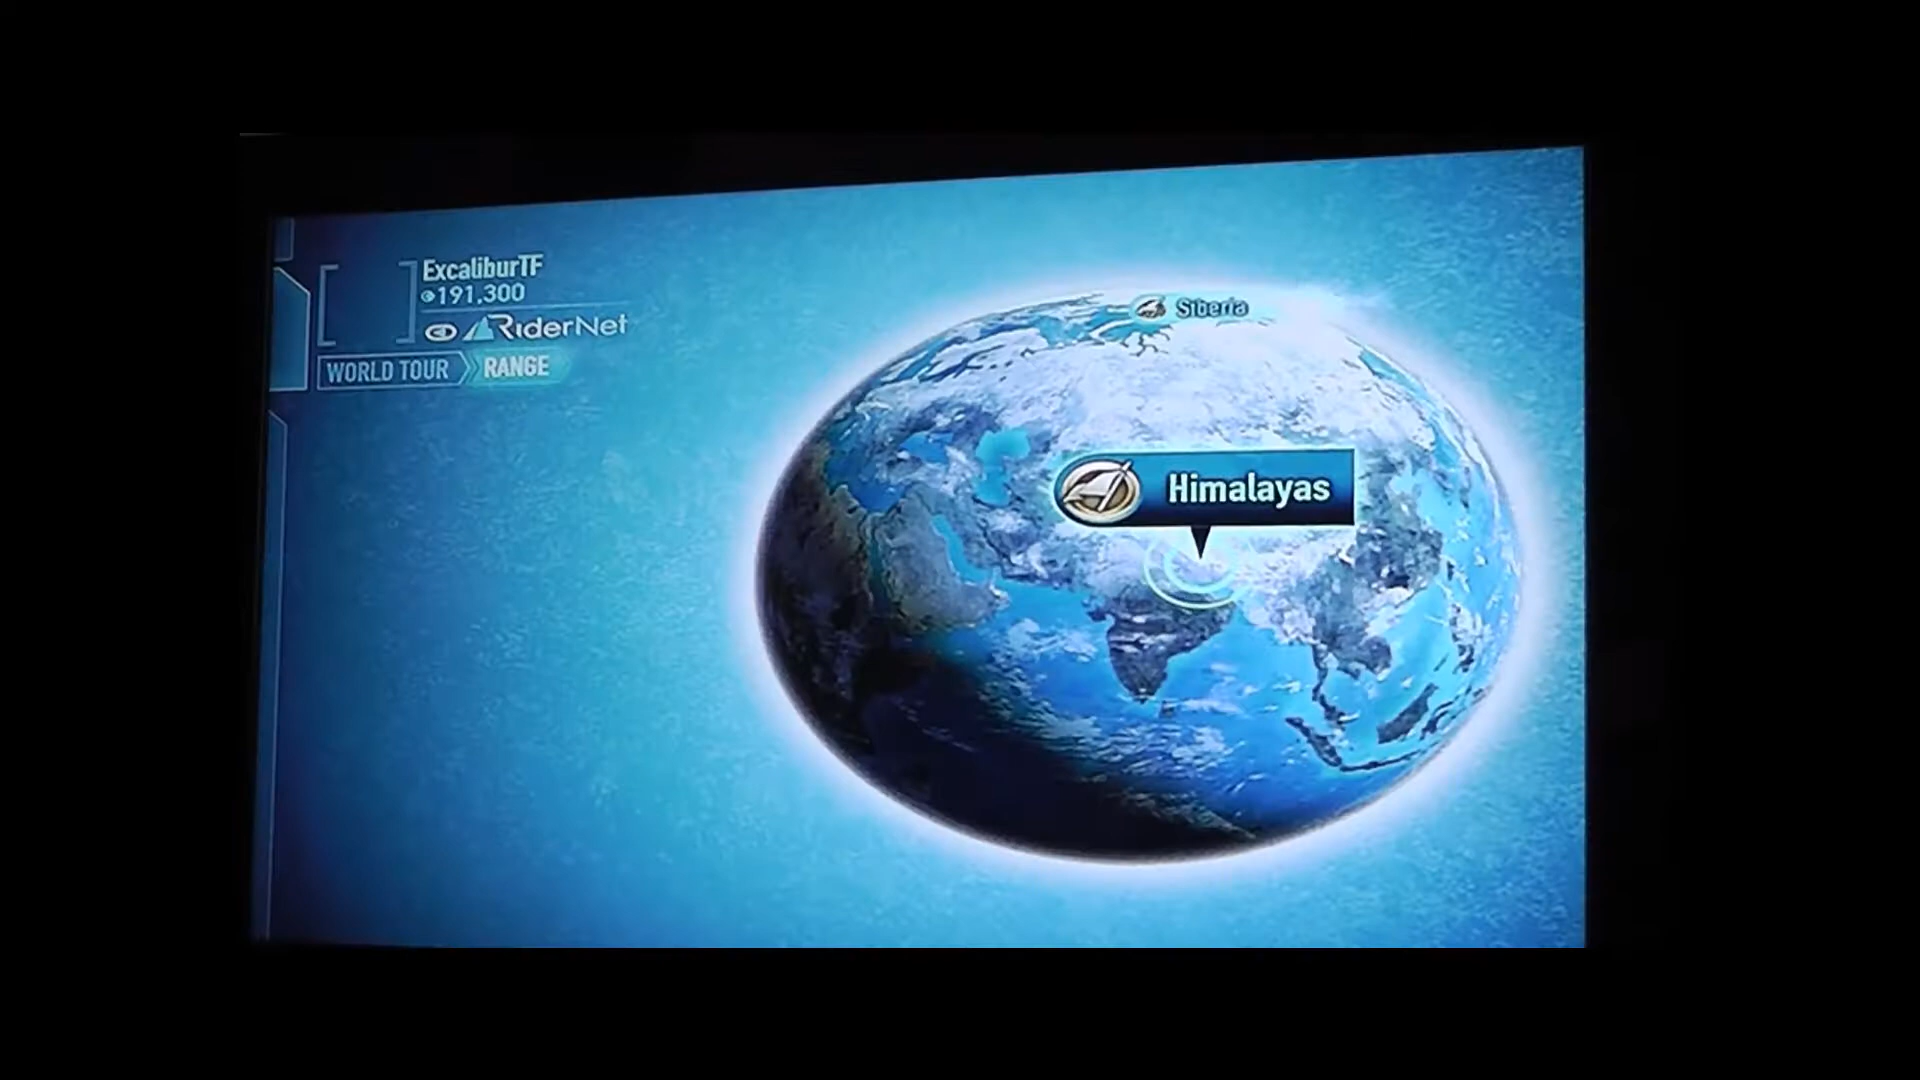 ExcaliburTF
191,300
RiderNet
WORLD TOUR
RANGE
Siberia
Himalayas